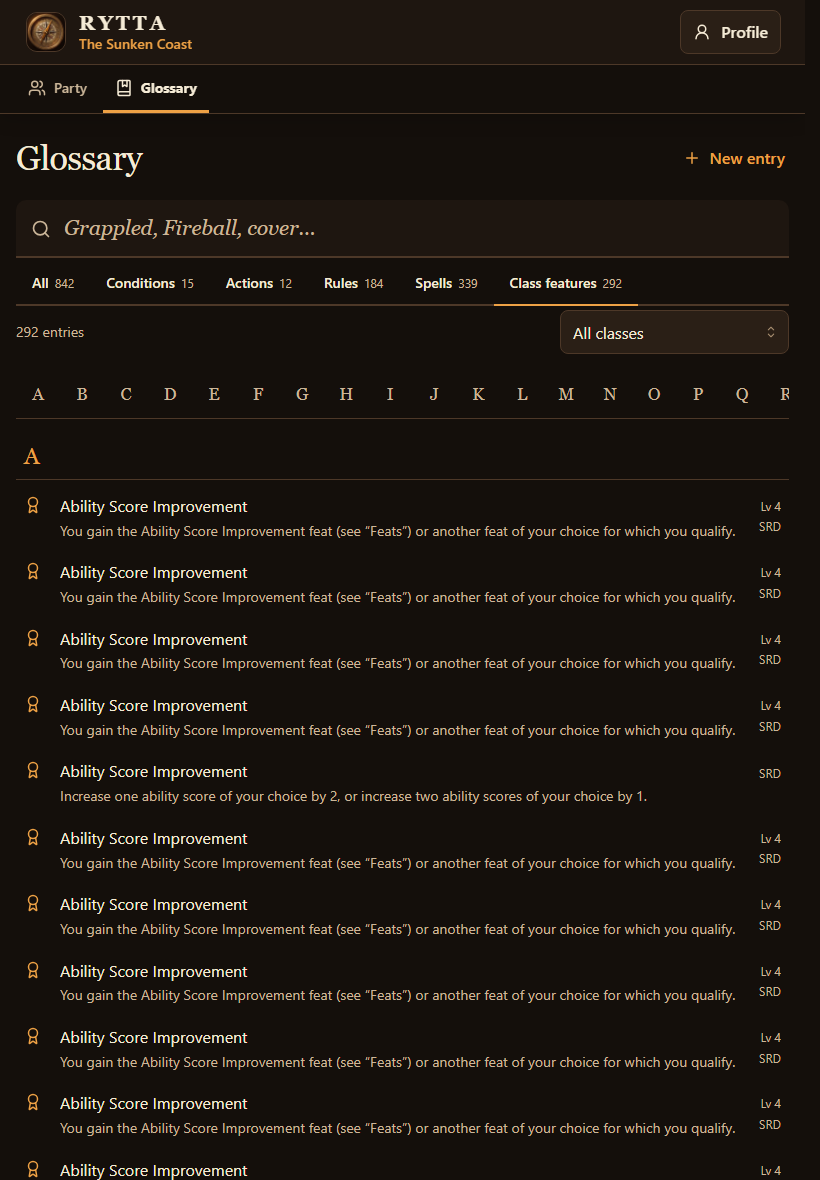 RYTTA
The Sunken Coast
Profile
Party
Glossary
Glossary
+ New entry
Grappled, Fireball, cover...
All 842 Conditions 15 Actions 12 Rules 184 Spells 339 Class features 292
292 entries
All classes
A B C D E F G H I J K L M N O P Q R
A
Ability Score Improvement Lv 4
You gain the Ability Score Improvement feat (see “Feats”) or another feat of your choice for which you qualify. SRD
Ability Score Improvement Lv 4
You gain the Ability Score Improvement feat (see “Feats”) or another feat of your choice for which you qualify. SRD
Ability Score Improvement Lv 4
You gain the Ability Score Improvement feat (see “Feats”) or another feat of your choice for which you qualify. SRD
Ability Score Improvement Lv 4
You gain the Ability Score Improvement feat (see “Feats”) or another feat of your choice for which you qualify. SRD
Ability Score Improvement SRD
Increase one ability score of your choice by 2, or increase two ability scores of your choice by 1.
Ability Score Improvement Lv 4
You gain the Ability Score Improvement feat (see “Feats”) or another feat of your choice for which you qualify. SRD
Ability Score Improvement Lv 4
You gain the Ability Score Improvement feat (see “Feats”) or another feat of your choice for which you qualify. SRD
Ability Score Improvement Lv 4
You gain the Ability Score Improvement feat (see “Feats”) or another feat of your choice for which you qualify. SRD
Ability Score Improvement Lv 4
You gain the Ability Score Improvement feat (see “Feats”) or another feat of your choice for which you qualify. SRD
Ability Score Improvement Lv 4
You gain the Ability Score Improvement feat (see “Feats”) or another feat of your choice for which you qualify. SRD
Ability Score Improvement Lv 4